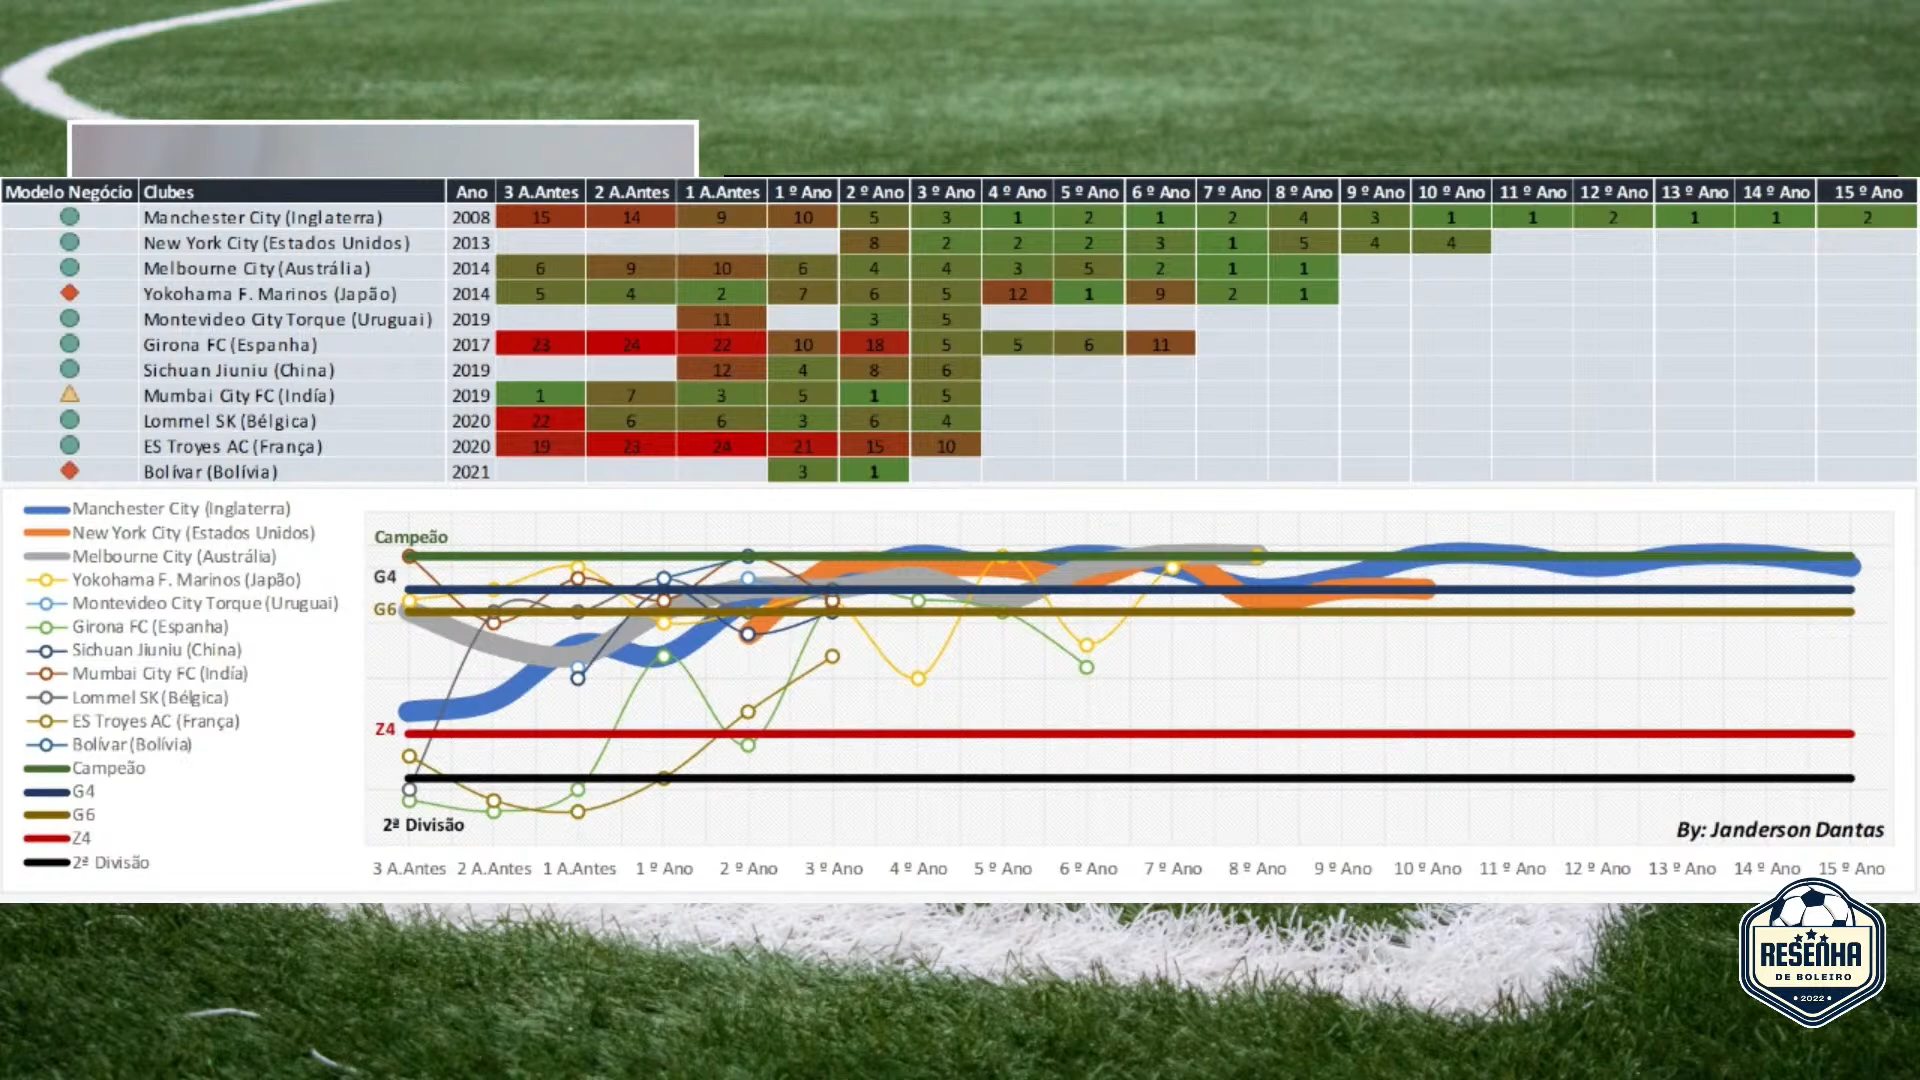 Modelo Negócio Clubes Ano 3 A.Antes 2 A.Antes 1 A.Antes 1 º Ano 2 º Ano 3 º Ano 4 º Ano 5 º Ano 6 º Ano 7 º Ano 8 º Ano 9 º Ano 10 º Ano 11 º Ano 12 º Ano 13 º Ano 14 º Ano 15 º Ano
Manchester City (Inglaterra) 2008 15 14 9 10 5 3 1 2 1 2 4 3 1 1 2 1 1 2
New York City (Estados Unidos) 2013 8 2 2 2 3 1 5 4 4
Melbourne City (Austrália) 2014 6 9 10 6 4 4 3 5 2 1 1
Yokohama F. Marinos (Japão) 2014 5 4 2 7 6 5 12 1 9 2 1
Montevideo City Torque (Uruguai) 2019 11 3 5
Girona FC (Espanha) 2017 23 24 22 10 18 5 5 6 11
Sichuan Jiuniu (China) 2019 12 4 8 6
Mumbai City FC (Indía) 2019 1 7 3 5 1 5
Lommel SK (Bélgica) 2020 22 6 6 3 6 4
ES Troyes AC (França) 2020 19 23 24 21 15 10
Bolívar (Bolívia) 2021 3 1
Manchester City (Inglaterra)
New York City (Estados Unidos)
Melbourne City (Austrália)
Yokohama F. Marinos (Japão)
Montevideo City Torque (Uruguai)
Girona FC (Espanha)
Sichuan Jiuniu (China)
Mumbai City FC (Indía)
Lommel SK (Bélgica)
ES Troyes AC (França)
Bolívar (Bolívia)
Campeão
G4
G6
Z4
2ª Divisão
Campeão
G4
G6
Z4
2ª Divisão
By: Janderson Dantas
3 A.Antes 2 A.Antes 1 A.Antes 1 º Ano 2 º Ano 3 º Ano 4 º Ano 5 º Ano 6 º Ano 7 º Ano 8 º Ano 9 º Ano 10 º Ano 11 º Ano 12 º Ano 13 º Ano 14 º Ano 15 º Ano
RESENHA
DE BOLEIRO
• 2022 •